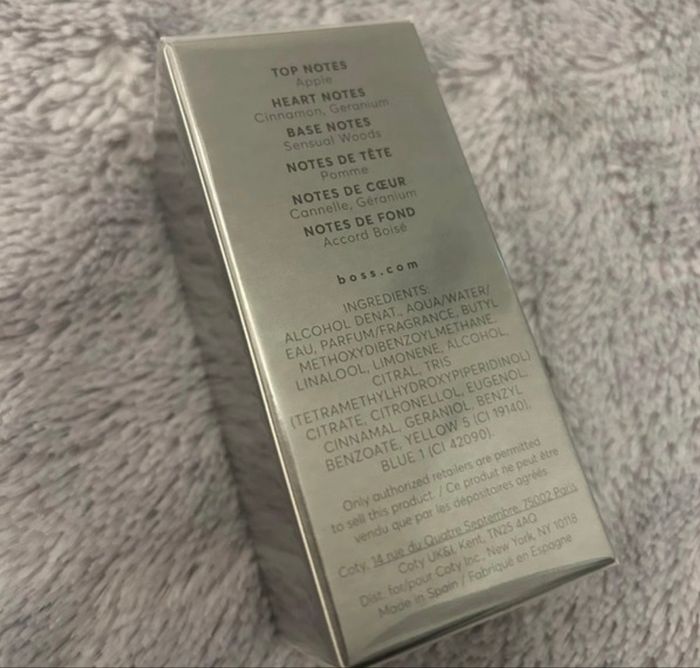 TOP NOTES
Apple
HEART NOTES
Cinnamon, Geranium
BASE NOTES
Sensual Woods
NOTES DE TÊTE
Pomme
NOTES DE CŒUR
Cannelle, Géranium
NOTES DE FOND
Accord Boisé
boss.com
INGREDIENTS:
ALCOHOL DENAT., AQUA/WATER/
EAU, PARFUM/FRAGRANCE, BUTYL
METHOXYDIBENZOYLMETHANE,
LINALOOL, LIMONENE, ALCOHOL,
CITRAL, TRIS
(TETRAMETHYLHYDROXYPIPERIDINOL)
CITRATE, CITRONELLOL, EUGENOL,
CINNAMAL, GERANIOL, BENZYL
BENZOATE, YELLOW 5 (CI 19140),
BLUE 1 (CI 42090).
Only authorized retailers are permitted
to sell this product. / Ce produit ne peut être
vendu que par les dépositaires agréés
Coty, 14 rue du Quatre Septembre, 75002 Paris
Coty UK&I, Kent, TN25 4AQ
Dist. for/pour Coty Inc., New York, NY 10118
Made in Spain / Fabriqué en Espagne